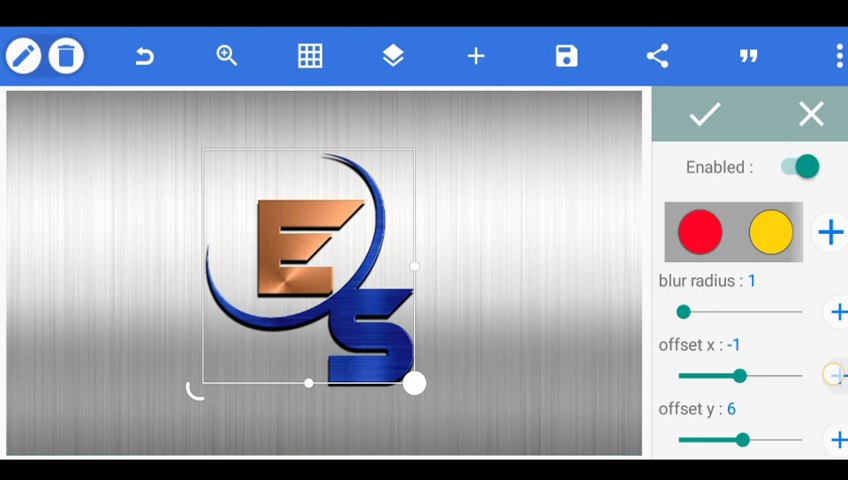 Enabled :
blur radius : 1
offset x : -1
offset y : 6
E
S